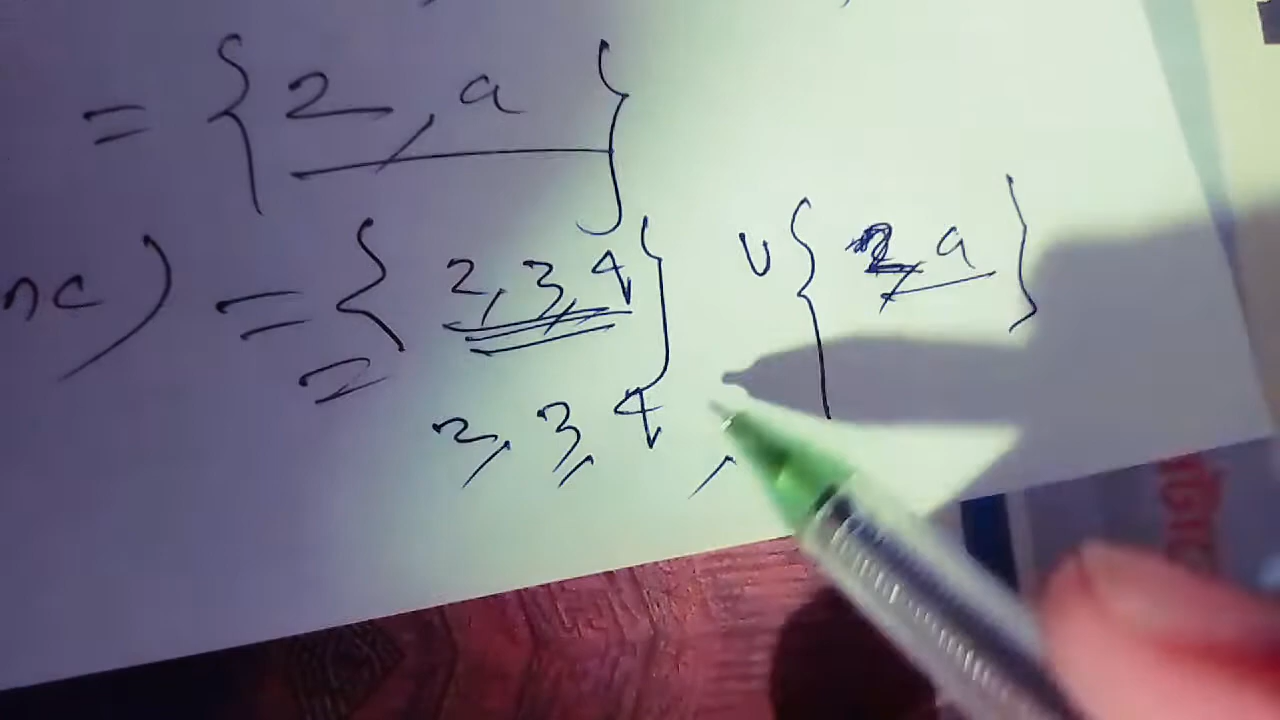 = {2, a}
nc) = {2,3,4} ∪ {2, a}
= 2, 3, 4,